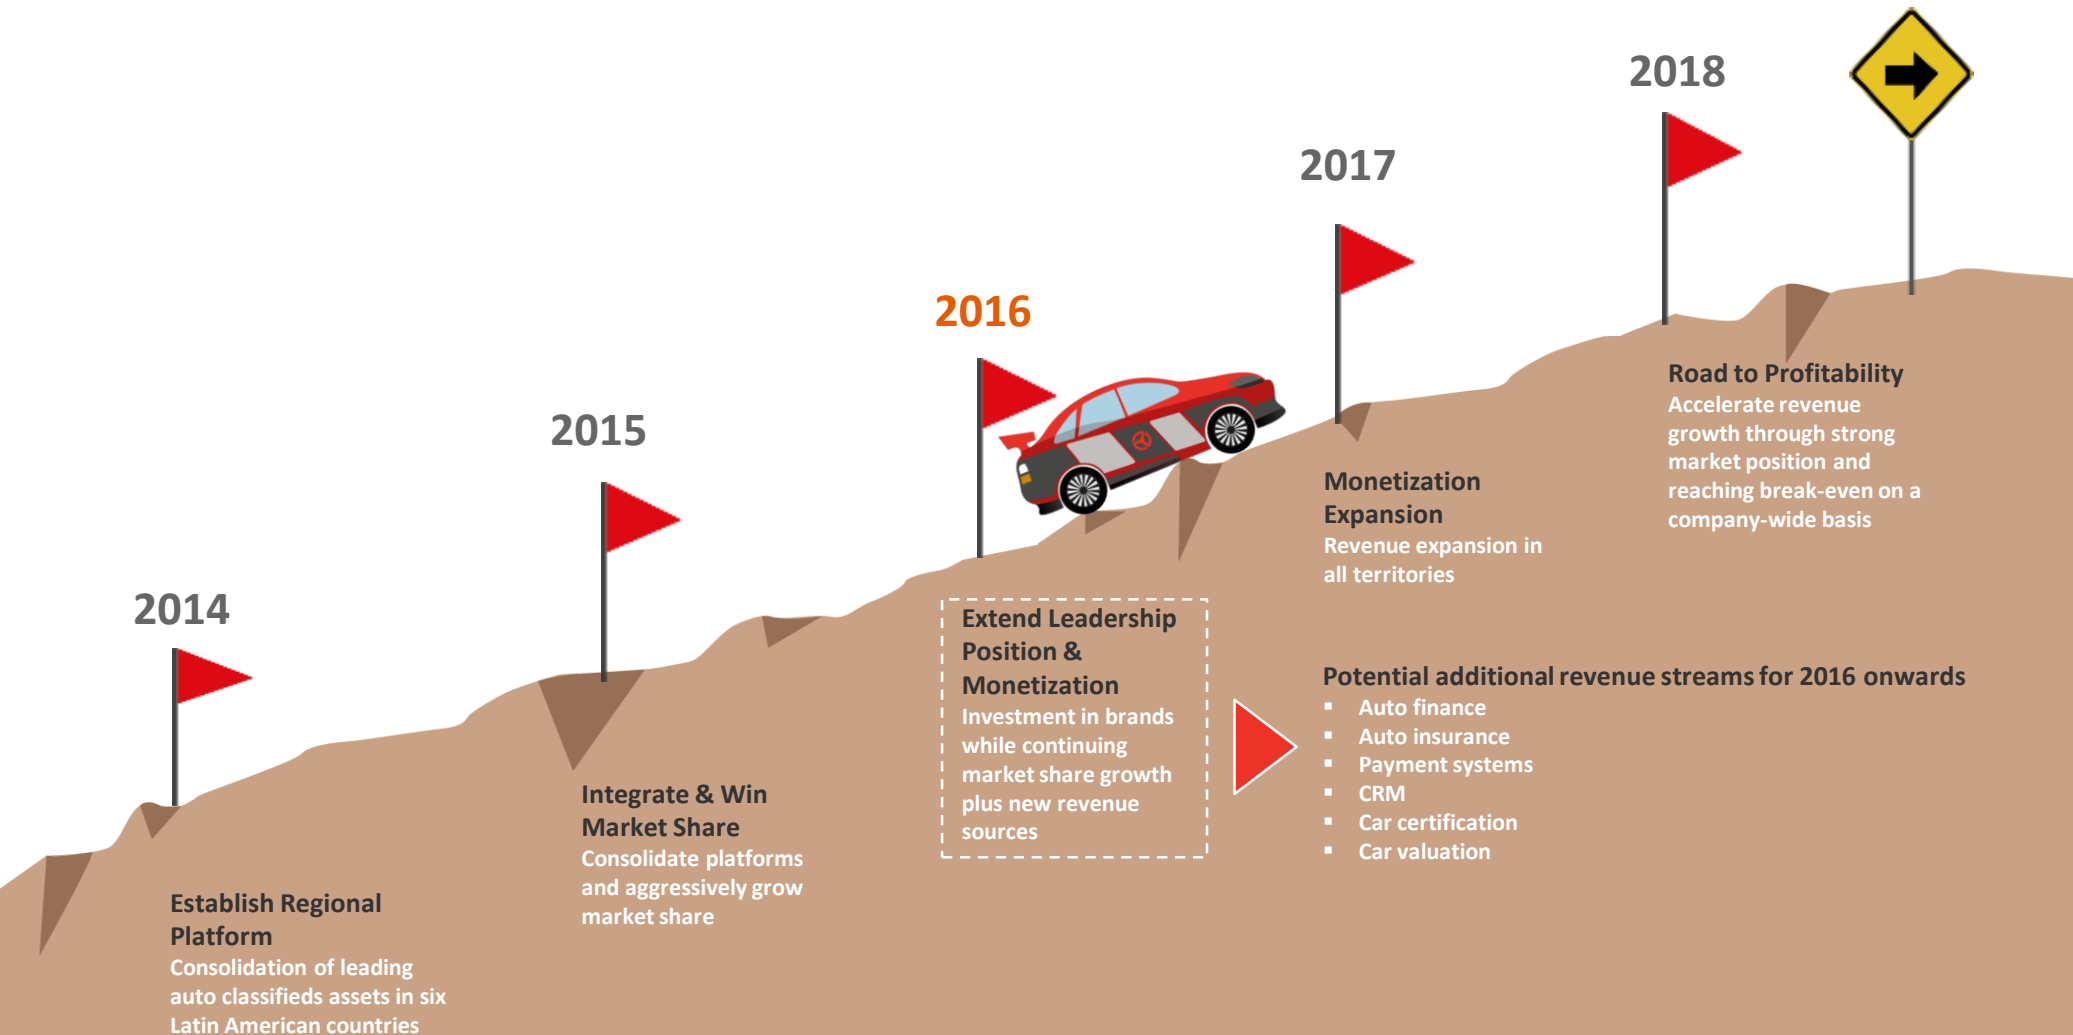 2014
Establish Regional
Platform
Consolidation of leading
auto classifieds assets in six
Latin American countries
2015
Integrate & Win
Market Share
Consolidate platforms
and aggressively grow
market share
2016
Extend Leadership
Position &
Monetization
Investment in brands
while continuing
market share growth
plus new revenue
sources
2017
Monetization
Expansion
Revenue expansion in
all territories
2018
Road to Profitability
Accelerate revenue
growth through strong
market position and
reaching break-even on a
company-wide basis
Potential additional revenue streams for 2016 onwards
▪ Auto finance
▪ Auto insurance
▪ Payment systems
▪ CRM
▪ Car certification
▪ Car valuation